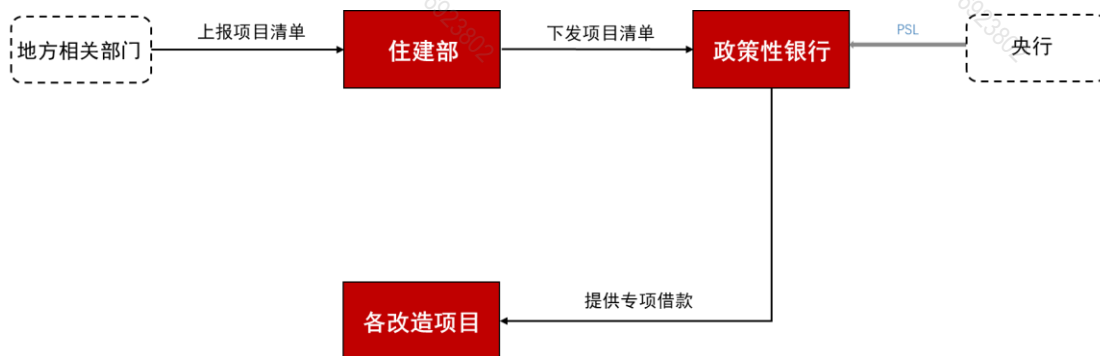 地方相关部门
上报项目清单
住建部
下发项目清单
政策性银行
PSL
央行
各改造项目
提供专项借款